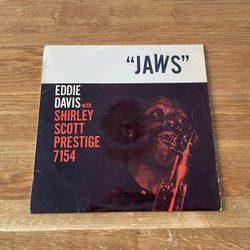 “JAWS”
EDDIE
DAVIS with
SHIRLEY
SCOTT
PRESTIGE
7154